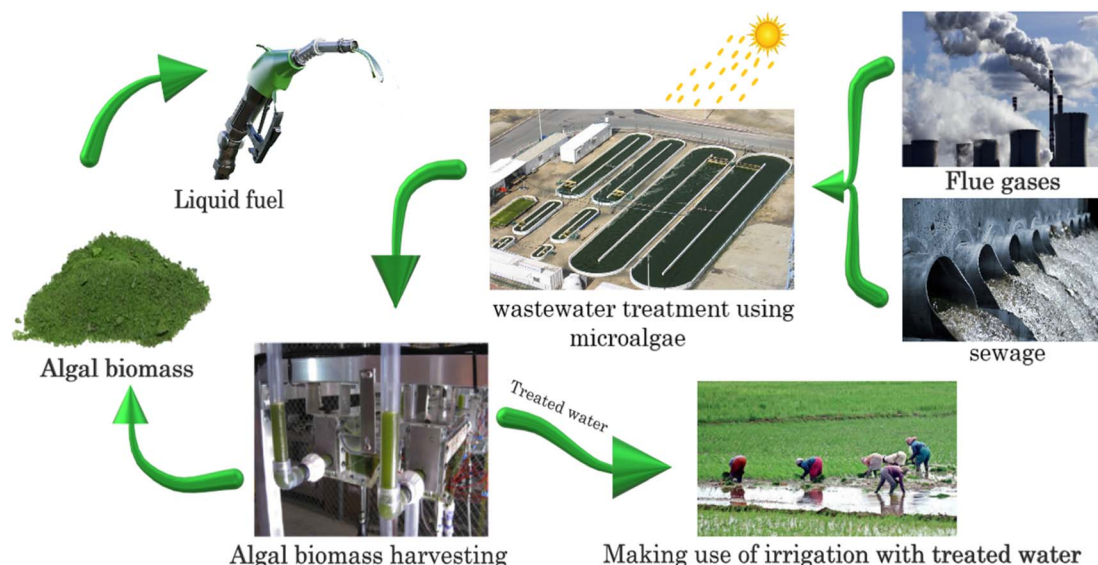 Liquid fuel
Flue gases
wastewater treatment using
microalgae
sewage
Algal biomass
Treated water
Algal biomass harvesting
Making use of irrigation with treated water